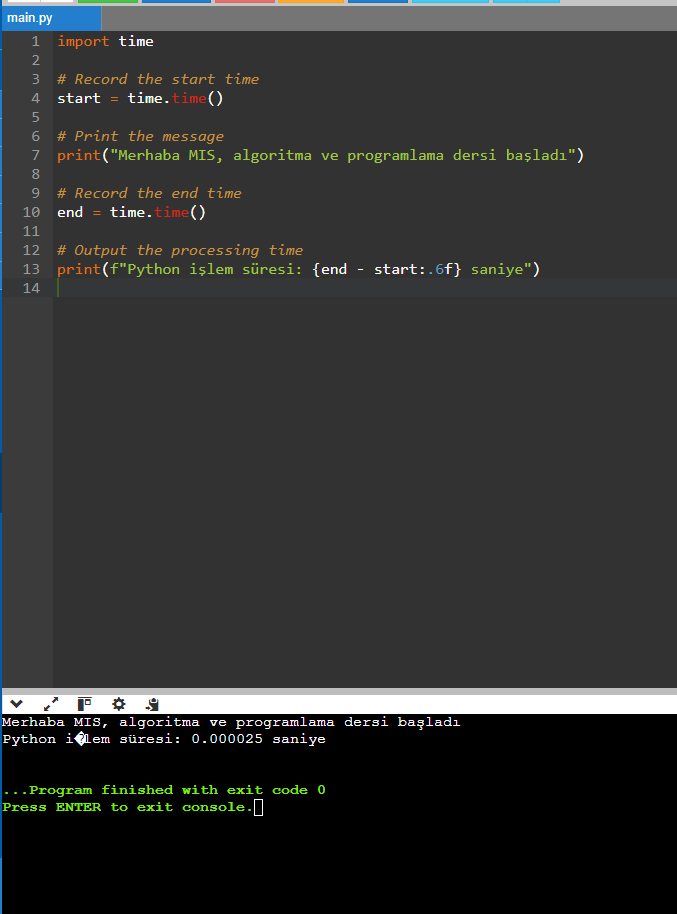 main.py
1 import time
2
3 # Record the start time
4 start = time.time()
5
6 # Print the message
7 print("Merhaba MIS, algoritma ve programlama dersi başladı")
8
9 # Record the end time
10 end = time.time()
11
12 # Output the processing time
13 print(f"Python işlem süresi: {end - start:.6f} saniye")
14
Merhaba MIS, algoritma ve programlama dersi başladı
Python i�lem süresi: 0.000025 saniye
...Program finished with exit code 0
Press ENTER to exit console.